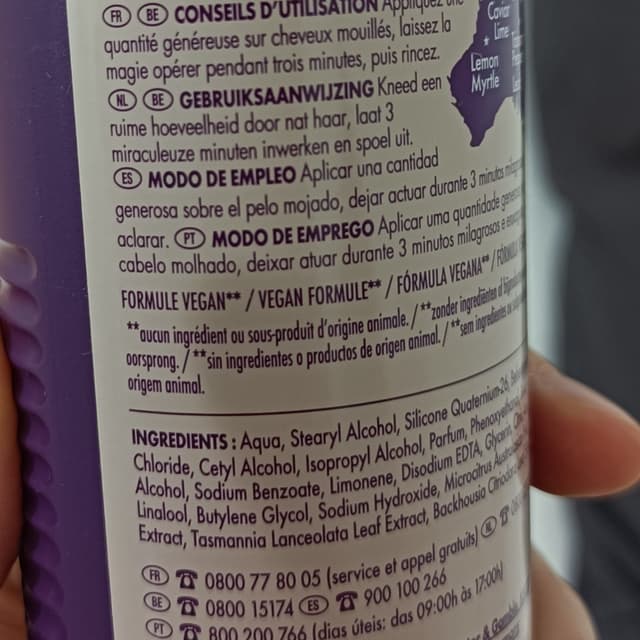 FR BE CONSEILS D'UTILISATION Appliquez une
quantité généreuse sur cheveux mouillés, laissez la
magie opérer pendant trois minutes, puis rincez.
NL BE GEBRUIKSAANWIJZING Kneed een
ruime hoeveelheid door nat haar, laat 3
miraculeuze minuten inwerken en spoel uit.
ES MODO DE EMPLEO Aplicar una cantidad
generosa sobre el pelo mojado, dejar actuar durante 3 minutos
aclarar. PT MODO DE EMPREGO Aplicar uma quantidade
cabelo molhado, deixar atuar durante 3 minutos milagrosos e
FORMULE VEGAN** / VEGAN FORMULE** / FÓRMULA VEGANA** /
**aucun ingrédient ou sous-produit d'origine animale. / **zonder ingrediënten of
oorsprong. / **sin ingredientes o productos de origen animal. / **sem ingredientes ou
origem animal.
INGREDIENTS : Aqua, Stearyl Alcohol, Silicone Quaternium-26,
Chloride, Cetyl Alcohol, Isopropyl Alcohol, Parfum,
Alcohol, Sodium Benzoate, Limonene, Disodium EDTA, Glycerin,
Linalool, Butylene Glycol, Sodium Hydroxide, Microcitrus
Extract, Tasmannia Lanceolata Leaf Extract, Backhousia
FR 0800 77 80 05 (service et appel gratuits) NL
BE 0800 15174 ES 900 100 266
PT 800 200 766 (dias úteis: das 09:00h às 17:00h)
Caviar
Lime
Lemon
Myrtle